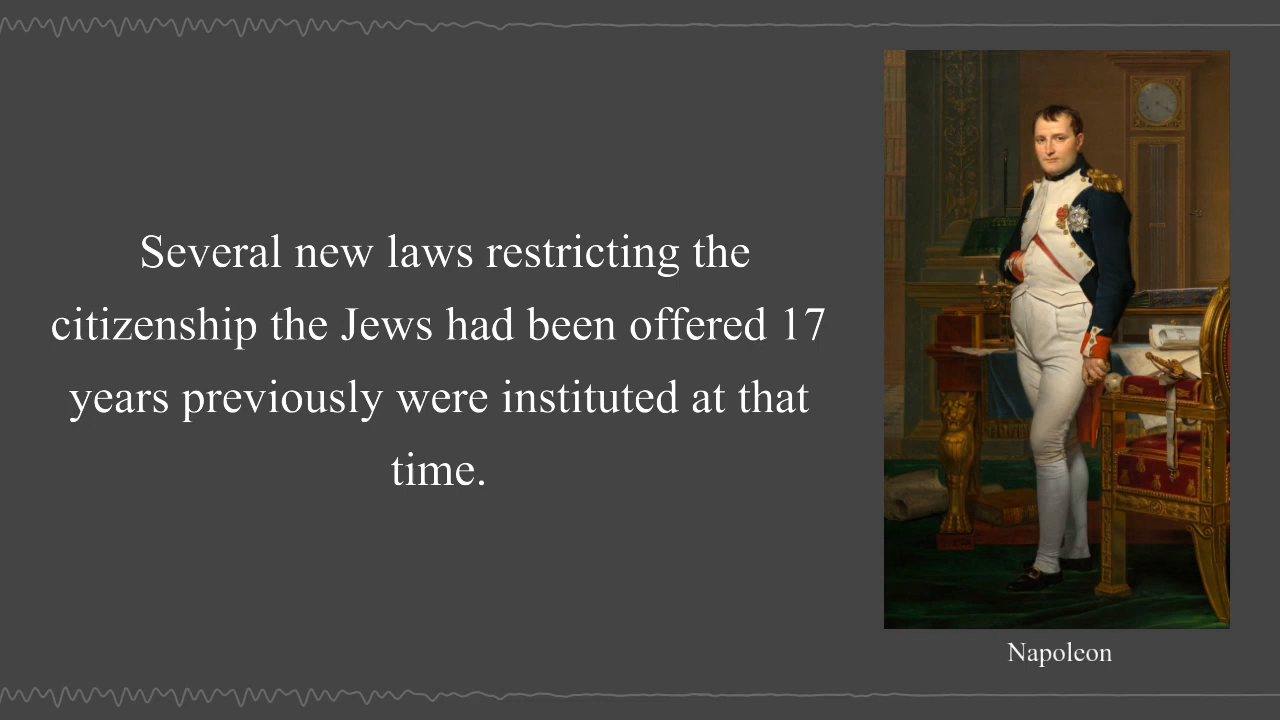 Several new laws restricting the
citizenship the Jews had been offered 17
years previously were instituted at that
time.
Napoleon